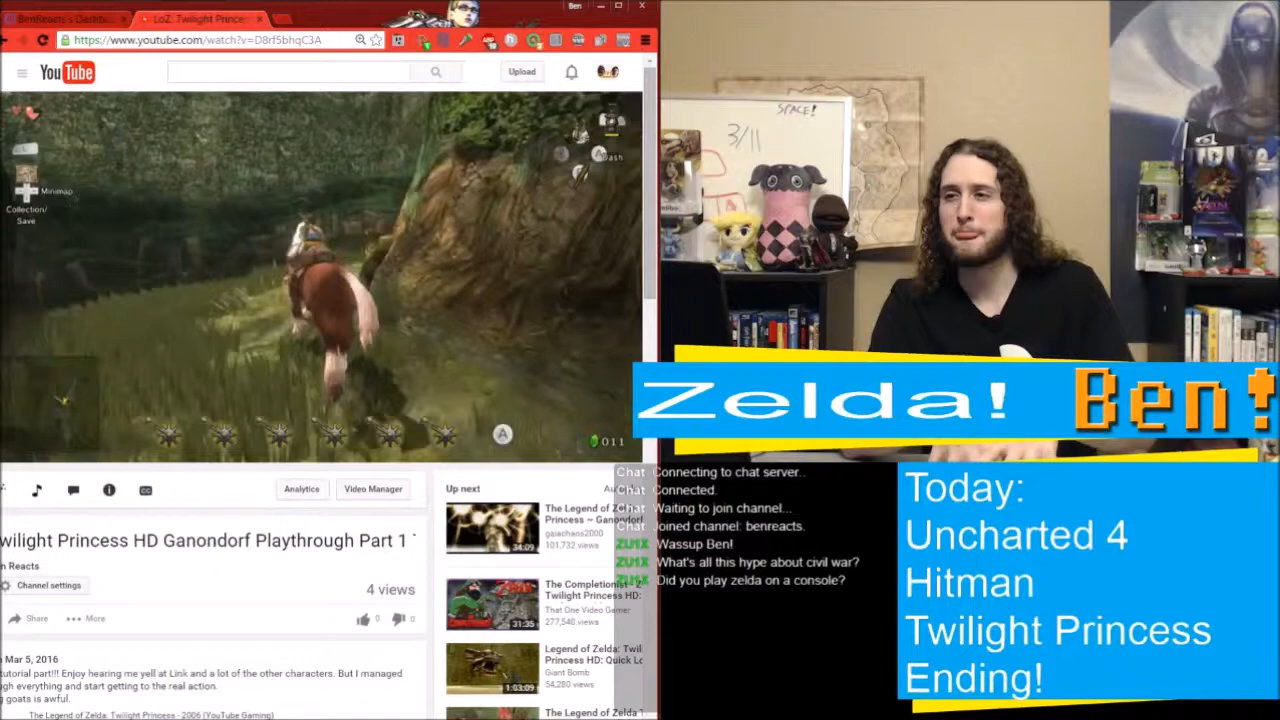 BenReacts's Dashb
LoZ: Twilight Prince
Ben
https://www.youtube.com/watch?v=D8rf5bhqC3A
YouTube
Upload
Minimap
Collection/
Save
Dash
A
011
SPACE!
3/11
Zelda! Ben!
Analytics
Video Manager
Up next
Au
wilight Princess HD Ganondorf Playthrough Part 1
n Reacts
Channel settings
4 views
Share
More
0
0
n Mar 5, 2016
tutorial part!!! Enjoy hearing me yell at Link and a lot of the other characters. But I managed
gh everything and start getting to the real action.
g goats is awful.
The Legend of Zelda: Twilight Princess - 2006 (YouTube Gaming)
The Legend of Z
Princess ~ Ganondorf
gaiachaos2000
101,732 views
34:09
The Completionist - Z
Twilight Princess HD:
That One Video Gamer
277,548 views
31:35
Legend of Zelda: Twil
Princess HD: Quick Lo
Giant Bomb
54,280 views
1:03:09
The Legend of Zelda T
Chat Connecting to chat server..
Chat Connected.
Chat Waiting to join channel...
Chat Joined channel: benreacts.
ZU1X Wassup Ben!
ZU1X What's all this hype about civil war?
ZU1X Did you play zelda on a console?
Today:
Uncharted 4
Hitman
Twilight Princess
Ending!